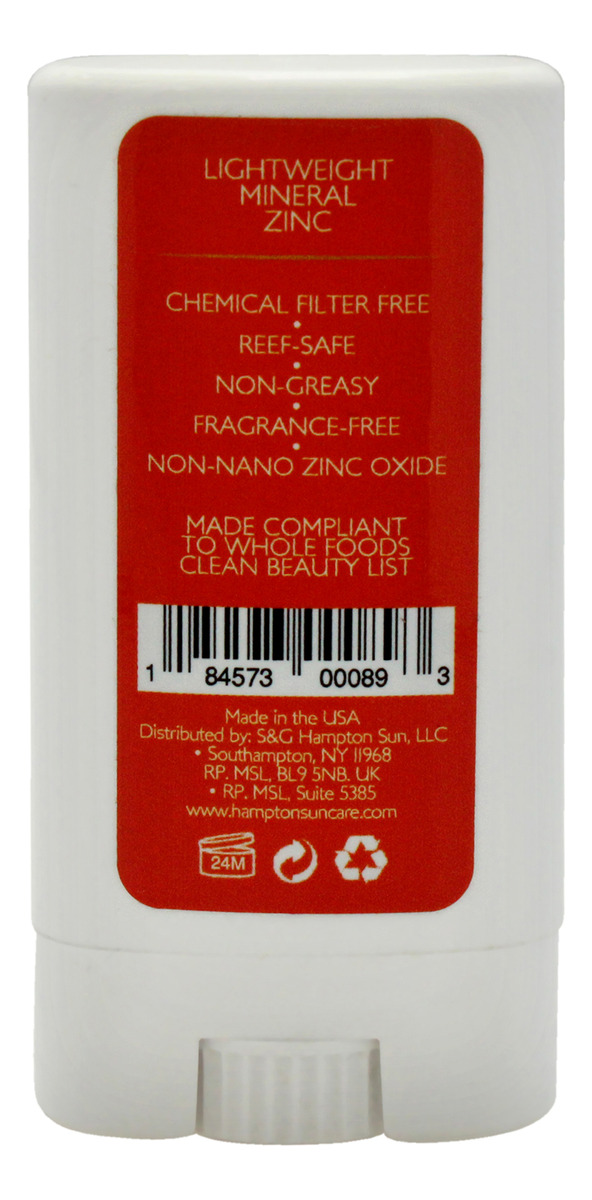 LIGHTWEIGHT
MINERAL
ZINC
CHEMICAL FILTER FREE
•
REEF-SAFE
•
NON-GREASY
•
FRAGRANCE-FREE
•
NON-NANO ZINC OXIDE
MADE COMPLIANT
TO WHOLE FOODS
CLEAN BEAUTY LIST
1 84573 00089 3
Made in the USA
Distributed by: S&G Hampton Sun, LLC
• Southampton, NY 11968
RP. MSL, BL9 5NB. UK
• RP. MSL, Suite 5385
www.hamptonsuncare.com
24M